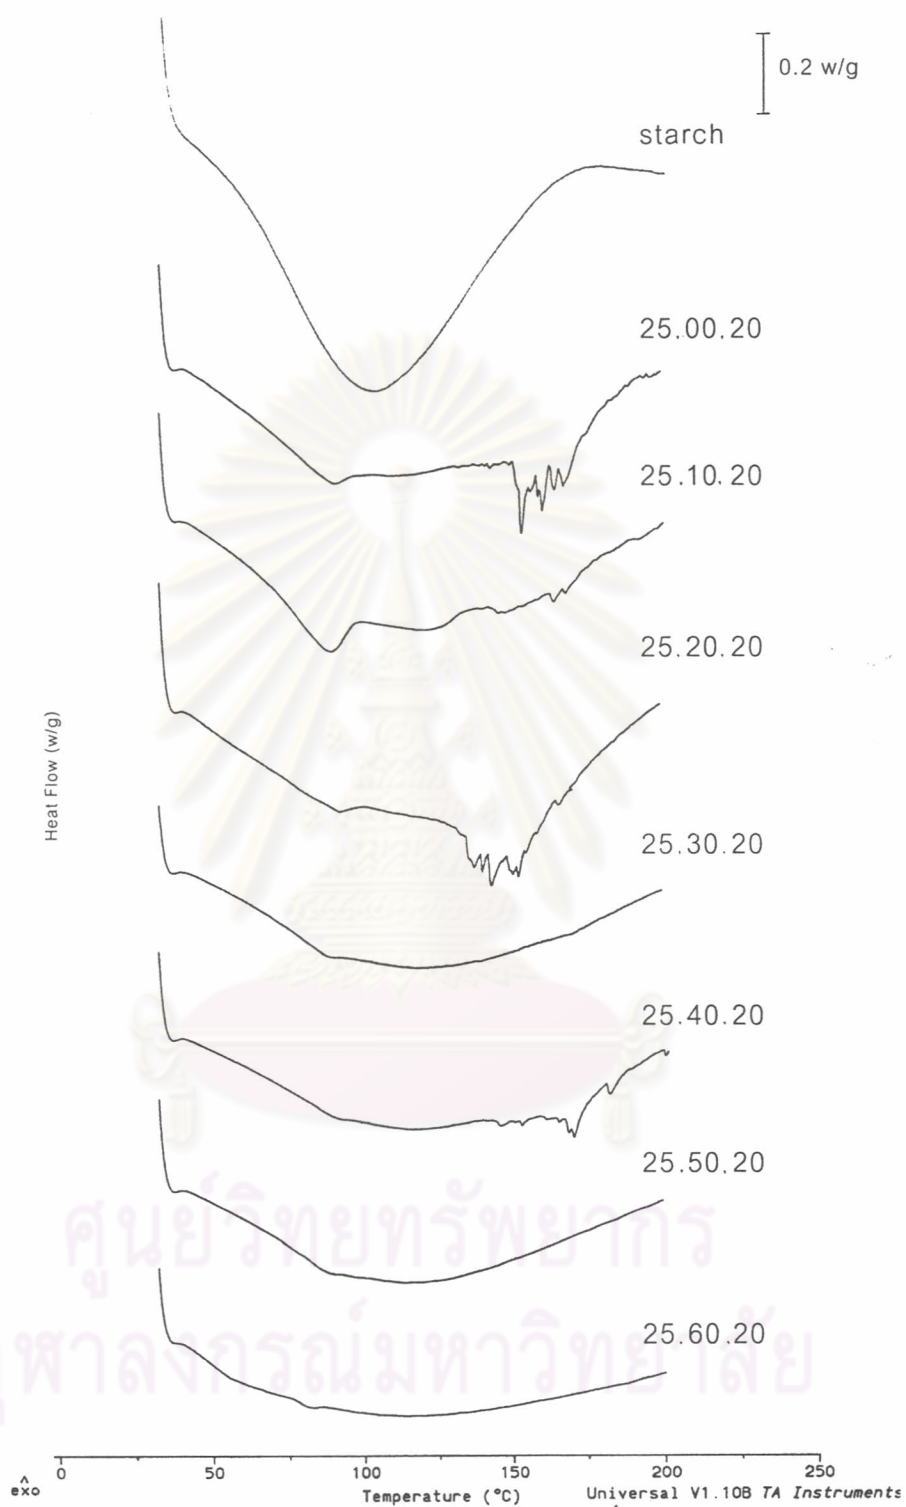 0.2 w/g
starch
25.00.20
25.10.20
25.20.20
Heat Flow (w/g)
25.30.20
25.40.20
25.50.20
ศูนย์วิทยทรัพยากร
25.60.20
จุฬาลงกรณ์มหาวิทยาลัย
0 50 100 150 200 250
^
exo
Temperature (°C)
Universal V1.10B TA Instruments